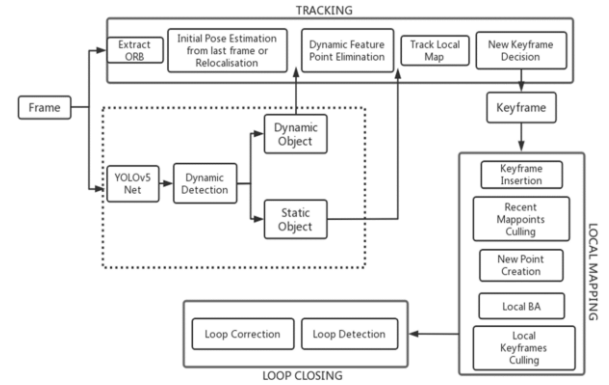 TRACKING
Extract
ORB
Initial Pose Estimation
from last frame or
Relocalisation
Dynamic Feature
Point Elimination
Track Local
Map
New Keyframe
Decision
Frame
Keyframe
YOLOv5
Net
Dynamic
Detection
Dynamic
Object
Static
Object
Keyframe
Insertion
Recent
Mappoints
Culling
New Point
Creation
Local BA
Local
Keyframes
Culling
LOCAL MAPPING
Loop Correction
Loop Detection
LOOP CLOSING